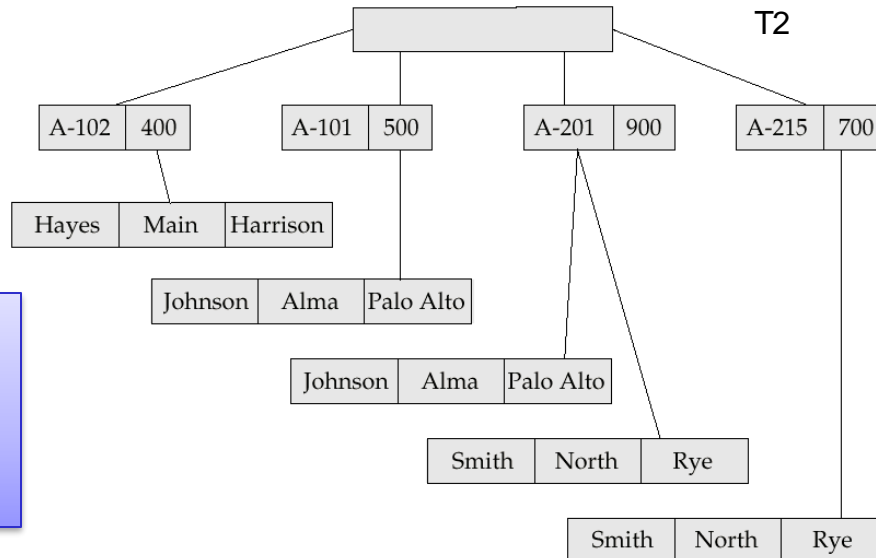 T2
A-102 400 A-101 500 A-201 900 A-215 700
Hayes Main Harrison
Johnson Alma Palo Alto
Johnson Alma Palo Alto
Smith North Rye
Smith North Rye